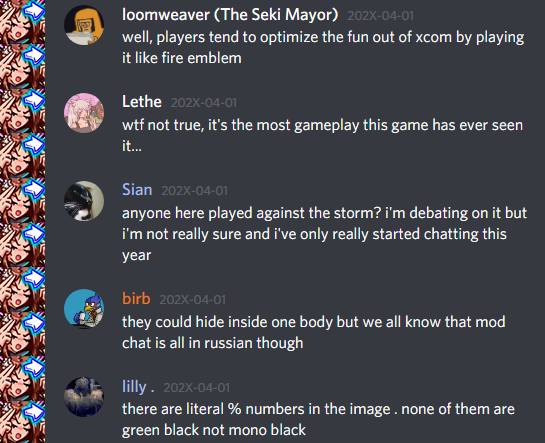 loomweaver (The Seki Mayor) 202X-04-01
well, players tend to optimize the fun out of xcom by playing
it like fire emblem
Lethe 202X-04-01
wtf not true, it's the most gameplay this game has ever seen
it...
Sian 202X-04-01
anyone here played against the storm? i'm debating on it but
i'm not really sure and i've only really started chatting this
year
birb 202X-04-01
they could hide inside one body but we all know that mod
chat is all in russian though
lilly . 202X-04-01
there are literal % numbers in the image . none of them are
green black not mono black